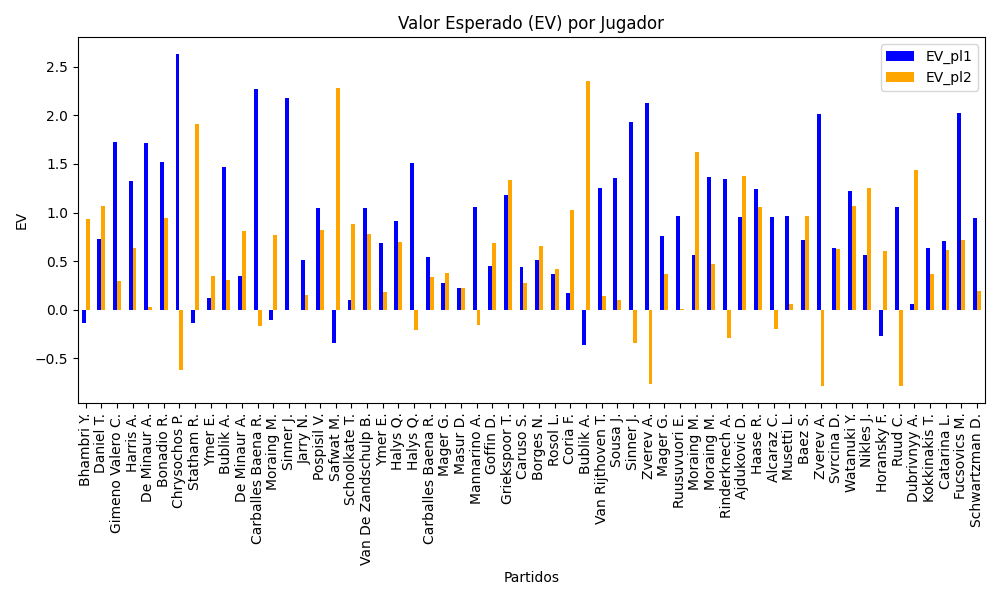 Valor Esperado (EV) por Jugador
EV_pl1
EV_pl2
2.5
2.0
1.5
1.0
0.5
0.0
−0.5
EV
Bhambri Y.
Daniel T.
Gimeno Valero C.
Harris A.
De Minaur A.
Bonadio R.
Chrysochos P.
Statham R.
Ymer E.
Bublik A.
De Minaur A.
Carballes Baena R.
Moraing M.
Sinner J.
Jarry N.
Pospisil V.
Safwat M.
Schoolkate T.
Van De Zandschulp B.
Ymer E.
Halys Q.
Halys Q.
Carballes Baena R.
Mager G.
Masur D.
Mannarino A.
Goffin D.
Griekspoor T.
Caruso S.
Borges N.
Rosol L.
Coria F.
Bublik A.
Van Rijthoven T.
Sousa J.
Sinner J.
Zverev A.
Mager G.
Ruusuvuori E.
Moraing M.
Moraing M.
Rinderknech A.
Ajdukovic D.
Haase R.
Alcaraz C.
Musetti L.
Baez S.
Zverev A.
Svrcina D.
Watanuki Y.
Nikles J.
Horansky F.
Ruud C.
Dubrivnyy A.
Kokkinakis T.
Catarina L.
Fucsovics M.
Schwartzman D.
Partidos